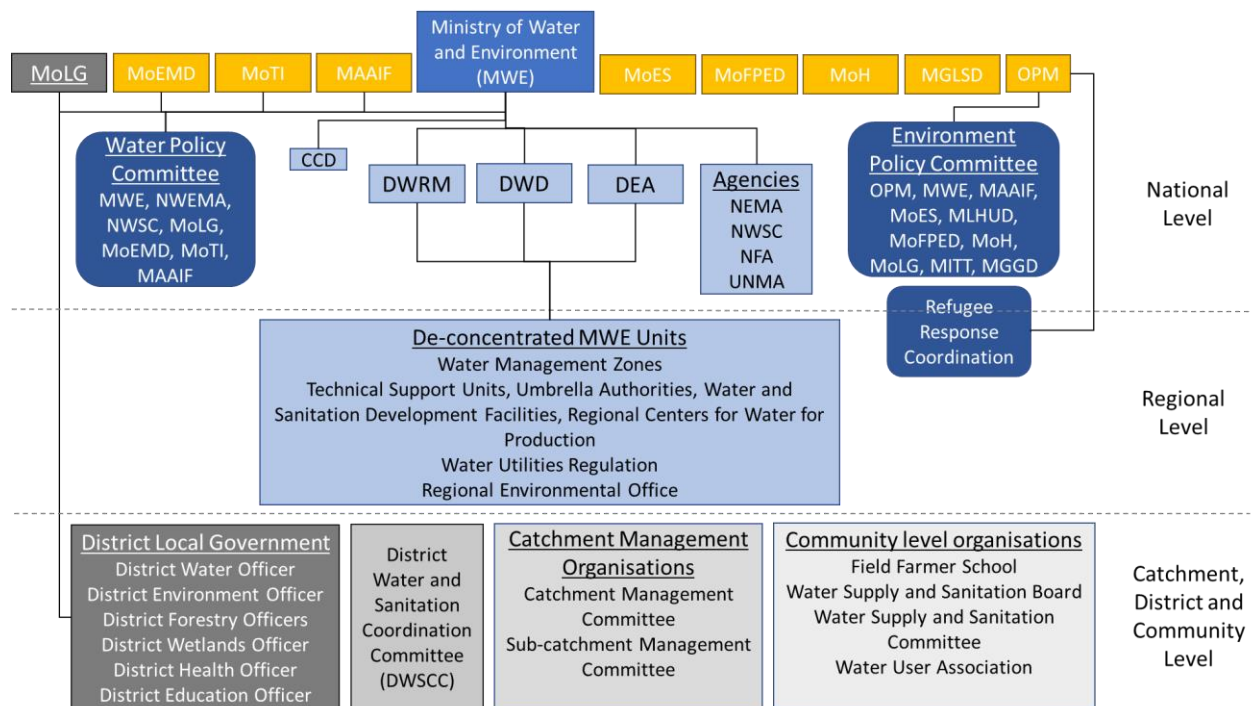 Ministry of Water
and Environment
(MWE)
MoLG
MoEMD
MoTI
MAAIF
MoES
MoFPED
MoH
MGLSD
OPM
Water Policy
Committee
MWE, NWEMA,
NWSC, MoLG,
MoEMD, MoTI,
MAAIF
CCD
DWRM
DWD
DEA
Agencies
NEMA
NWSC
NFA
UNMA
Environment
Policy Committee
OPM, MWE, MAAIF,
MoES, MLHUD,
MoFPED, MoH,
MoLG, MITT, MGGD
National
Level
Refugee
Response
Coordination
De-concentrated MWE Units
Water Management Zones
Technical Support Units, Umbrella Authorities, Water and
Sanitation Development Facilities, Regional Centers for Water for
Production
Water Utilities Regulation
Regional Environmental Office
Regional
Level
District Local Government
District Water Officer
District Environment Officer
District Forestry Officers
District Wetlands Officer
District Health Officer
District Education Officer
District
Water and
Sanitation
Coordination
Committee
(DWSCC)
Catchment Management
Organisations
Catchment Management
Committee
Sub-catchment Management
Committee
Community level organisations
Field Farmer School
Water Supply and Sanitation Board
Water Supply and Sanitation
Committee
Water User Association
Catchment,
District and
Community
Level